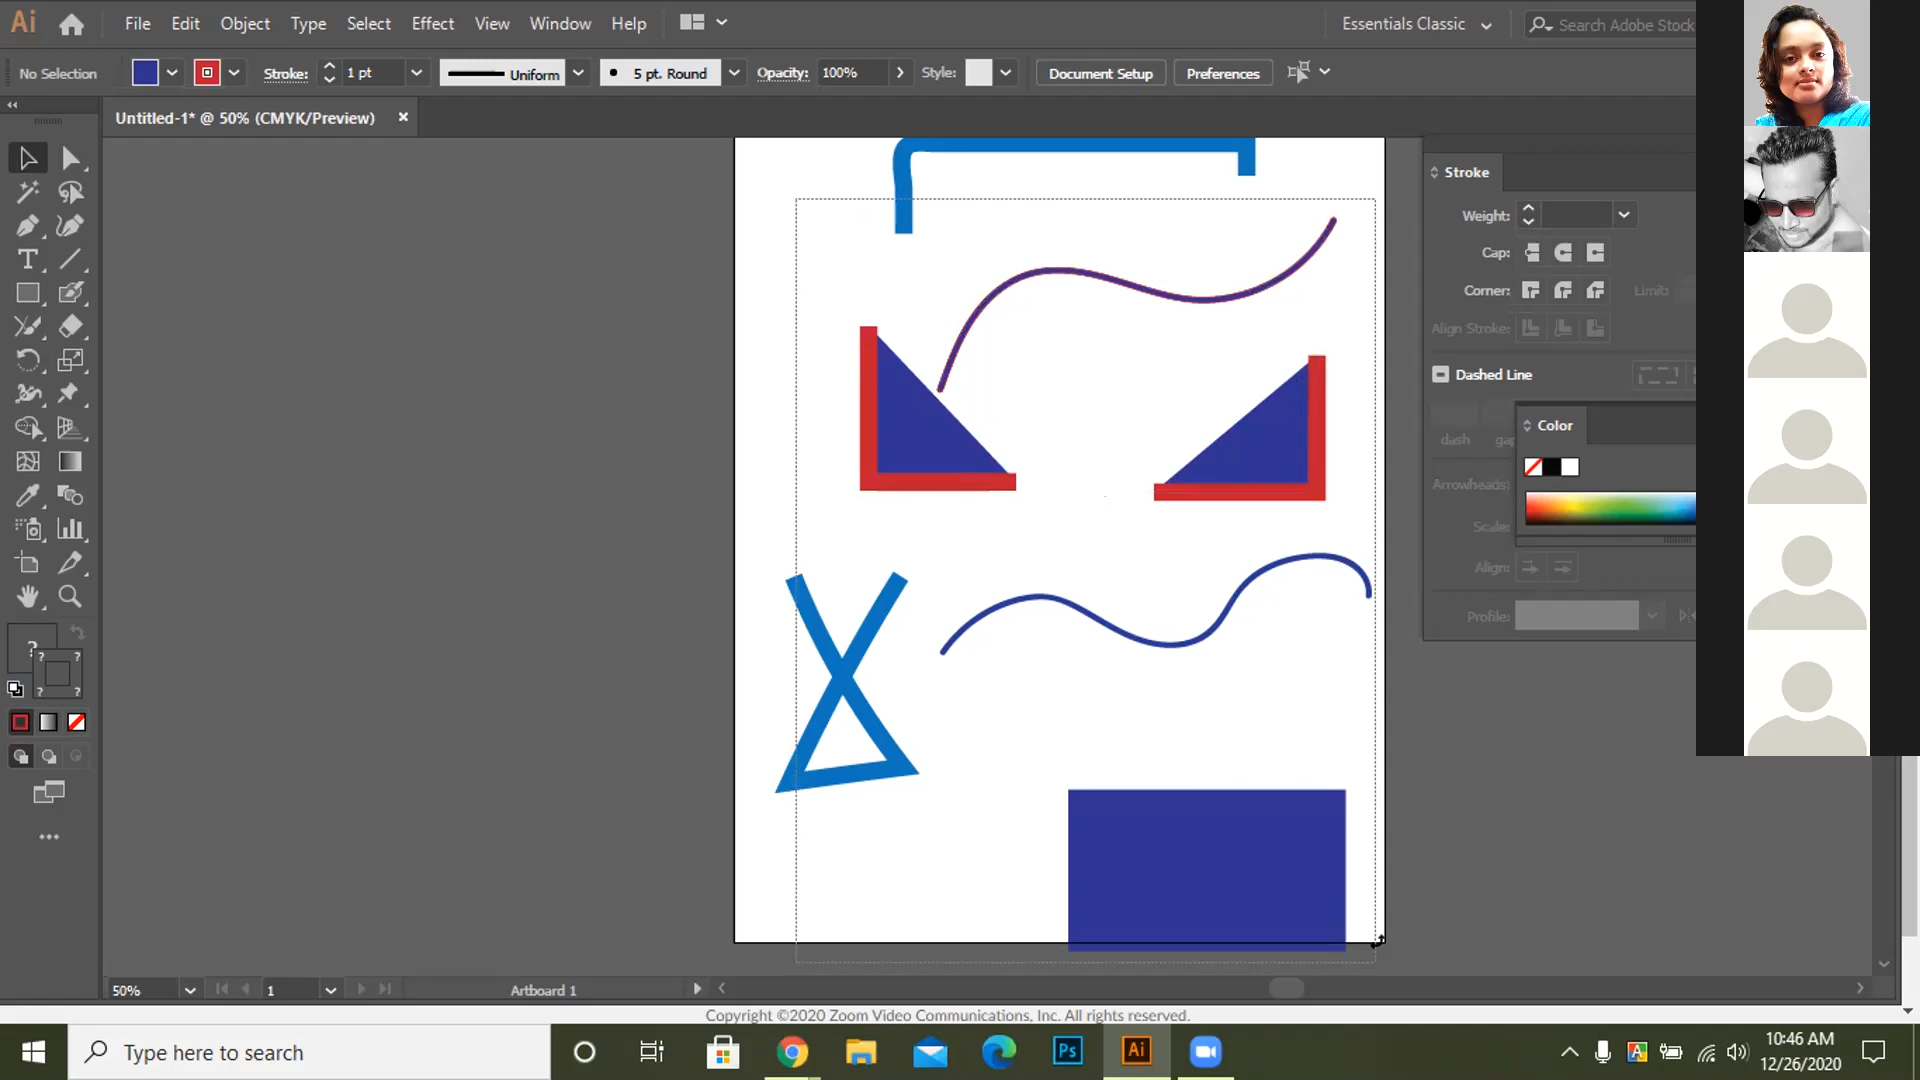 Ai File Edit Object Type Select Effect View Window Help Essentials Classic Search Adobe Stock
No Selection Stroke: 1 pt Uniform 5 pt. Round Opacity: 100% Style: Document Setup Preferences
Untitled-1* @ 50% (CMYK/Preview) ×
Stroke
Weight:
Cap:
Corner: Limit:
Align Stroke:
Dashed Line
dash
Color
Arrowheads:
Scale:
Align:
Profile:
? ? ? ? ?
50% 1 Artboard 1
Copyright ©2020 Zoom Video Communications, Inc. All rights reserved.
Type here to search Ps Ai A 10:46 AM
12/26/2020